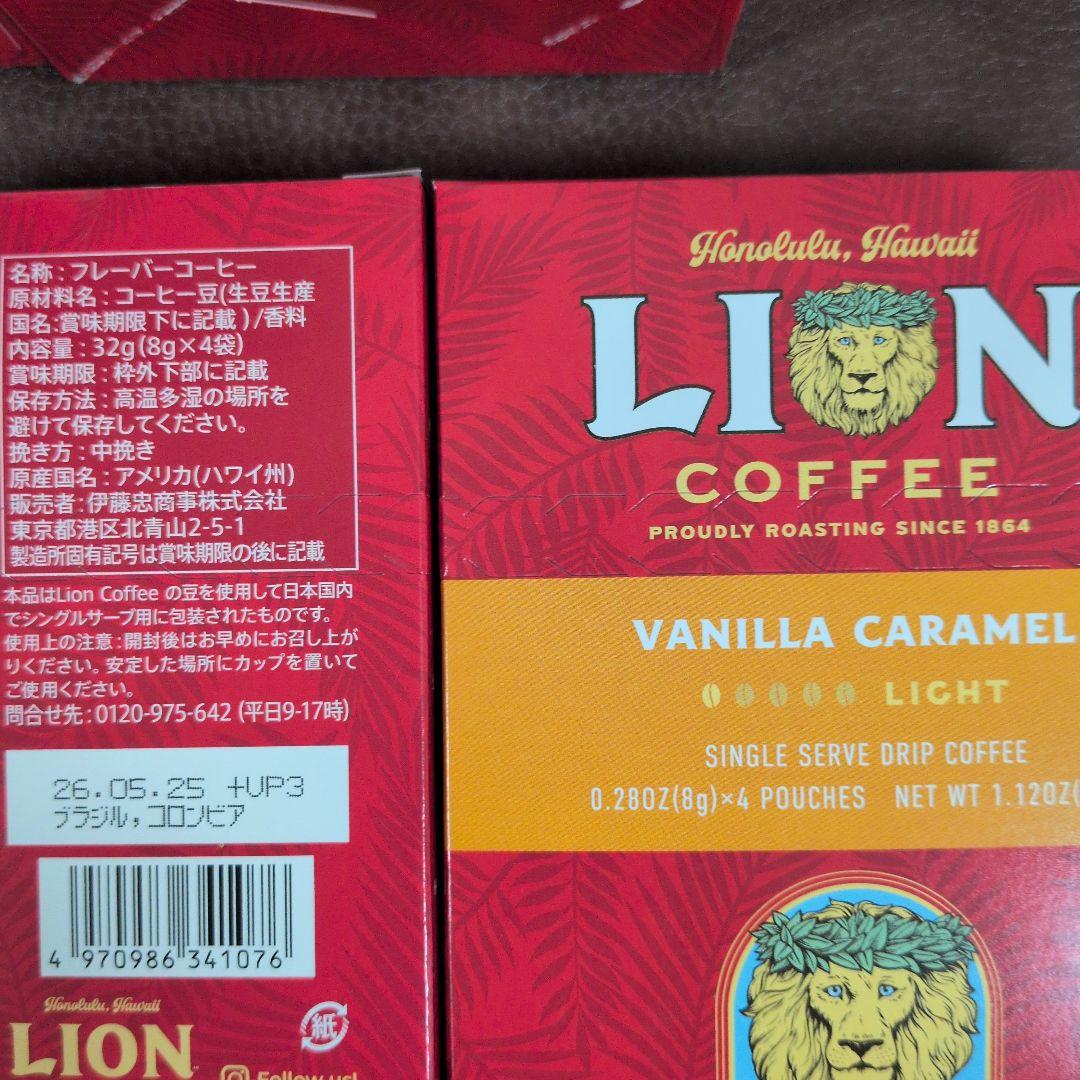 名称：フレーバーコーヒー
原材料名：コーヒー豆(生豆生産
国名:賞味期限下に記載)/香料
内容量：32g(8g×4袋)
賞味期限：枠外下部に記載
保存方法：高温多湿の場所を
避けて保存してください。
挽き方：中挽き
原産国名：アメリカ(ハワイ州)
販売者：伊藤忠商事株式会社
東京都港区北青山2-5-1
製造所固有記号は賞味期限の後に記載
本品はLion Coffee の豆を使用して日本国内
でシングルサーブ用に包装されたものです。
使用上の注意：開封後はお早めにお召し上が
りください。安定した場所にカップを置いて
ご使用ください。
問合せ先：0120-975-642 (平日9-17時)
26.05.25 +VP3
ブラジル,コロンビア
4 970986 341076
Honolulu, Hawaii
LION
紙
Follow us!
Honolulu, Hawaii
LION
COFFEE
PROUDLY ROASTING SINCE 1864
VANILLA CARAMEL
LIGHT
SINGLE SERVE DRIP COFFEE
0.28OZ(8g)×4 POUCHES NET WT 1.12OZ(